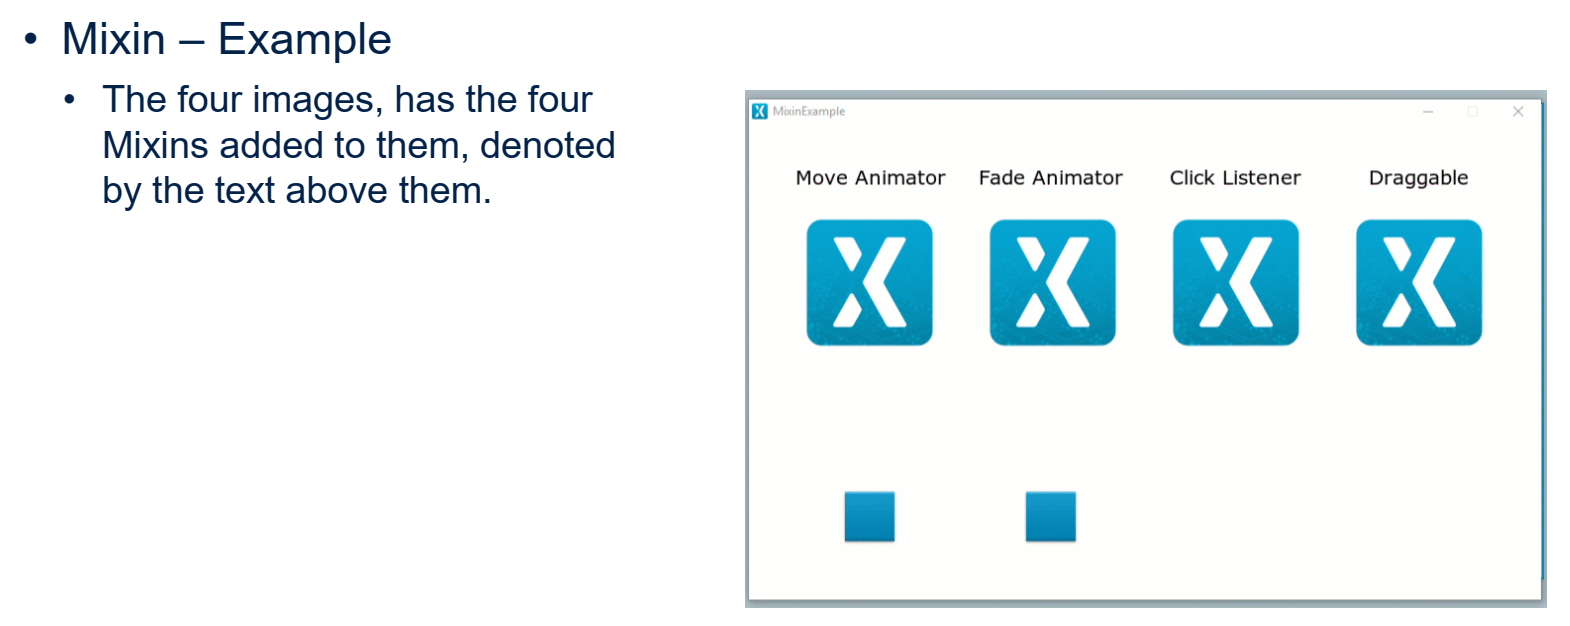 • Mixin – Example
• The four images, has the four
Mixins added to them, denoted
by the text above them.
MixinExample
Move Animator Fade Animator Click Listener Draggable